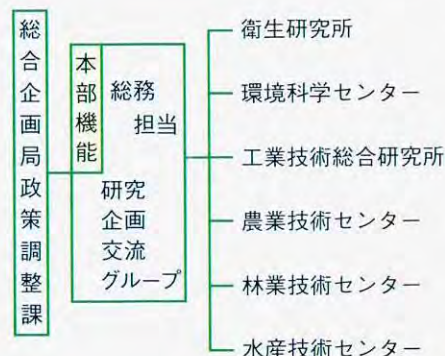 総合企画局政策調整課
本部機能
総務
担当
研究
企画
交流
グループ
衛生研究所
環境科学センター
工業技術総合研究所
農業技術センター
林業技術センター
水産技術センター